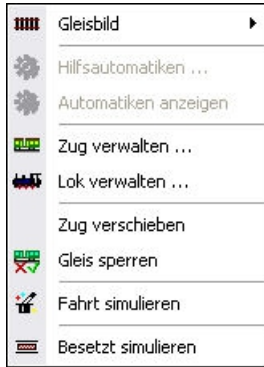 Gleisbild
Hilfsautomatiken ...
Automatiken anzeigen
Zug verwalten ...
Lok verwalten ...
Zug verschieben
Gleis sperren
Fahrt simulieren
Besetzt simulieren